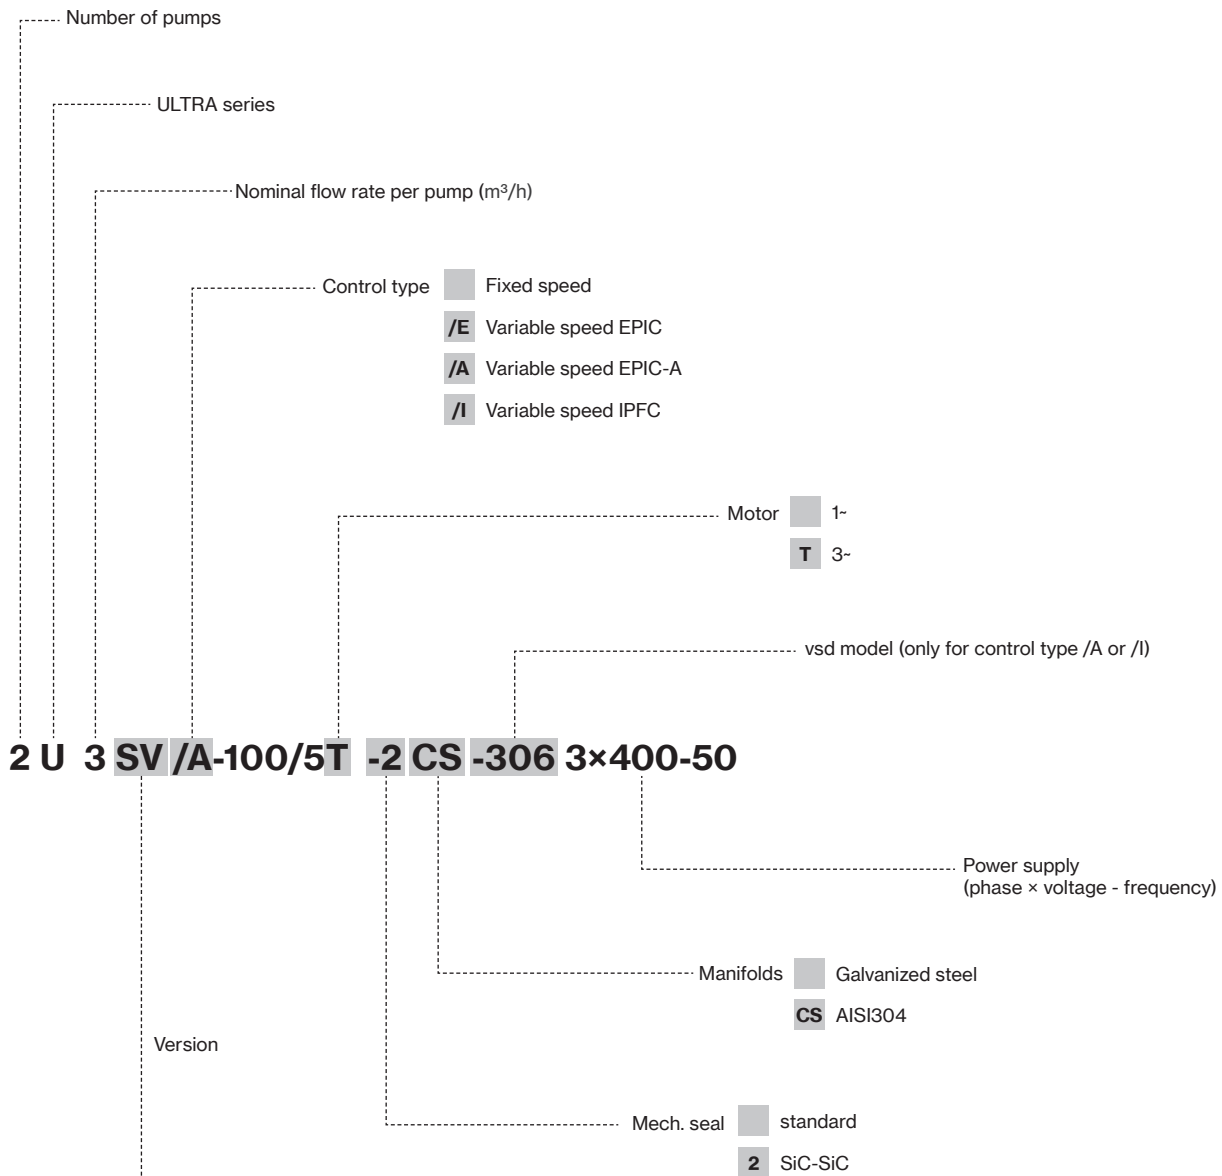 Number of pumps
ULTRA series
Nominal flow rate per pump (m³/h)
Control type Fixed speed
/E Variable speed EPIC
/A Variable speed EPIC-A
/I Variable speed IPFC
Motor 1~
T 3~
vsd model (only for control type /A or /I)
2 U 3 SV /A-100/5T -2 CS -306 3×400-50
Power supply
(phase × voltage - frequency)
Manifolds Galvanized steel
CS AISI304
Version
Mech. seal standard
2 SiC-SiC